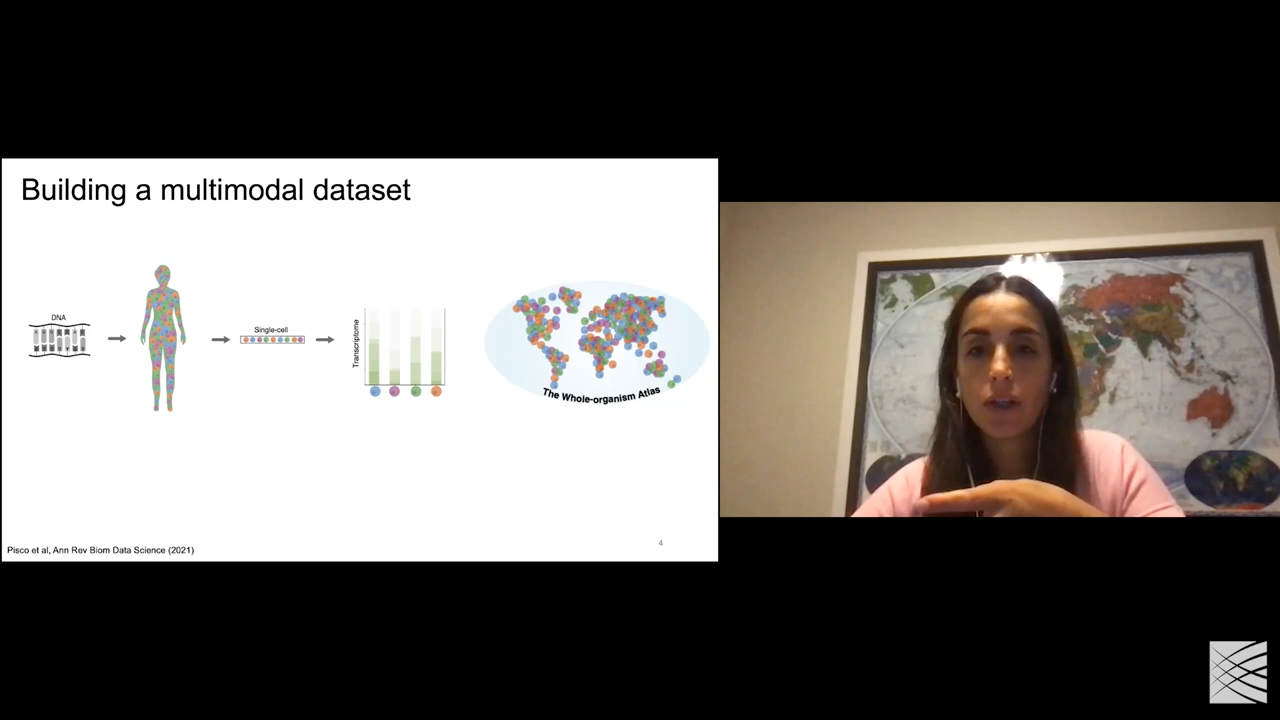 Building a multimodal dataset
DNA
Single-cell
Transcriptome
The Whole-organism Atlas
Pisco et al, Ann Rev Biom Data Science (2021)
4